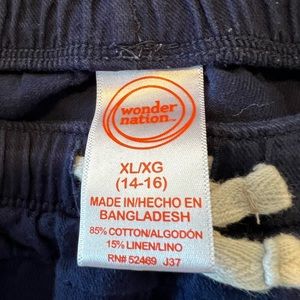 wonder
nation™
XL/XG
(14-16)
MADE IN/HECHO EN
BANGLADESH
85% COTTON/ALGODÓN
15% LINEN/LINO
RN# 52469 J37